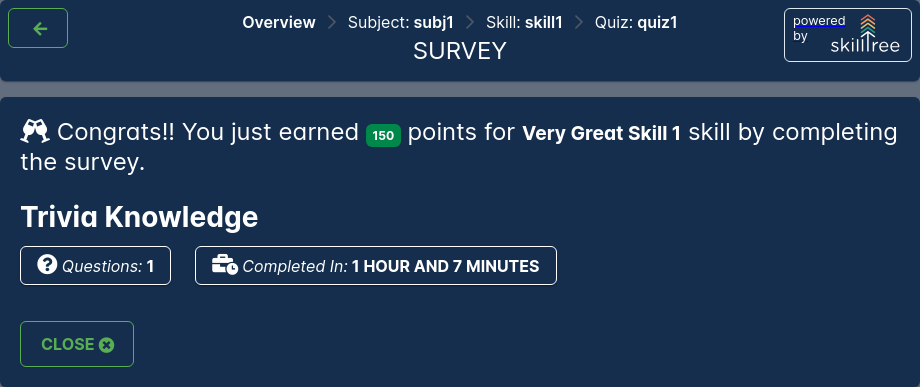 Overview > Subject: subj1 > Skill: skill1 > Quiz: quiz1
SURVEY
powered
by
skilltree
Congrats!! You just earned 150 points for Very Great Skill 1 skill by completing
the survey.
Trivia Knowledge
Questions: 1 Completed In: 1 HOUR AND 7 MINUTES
CLOSE